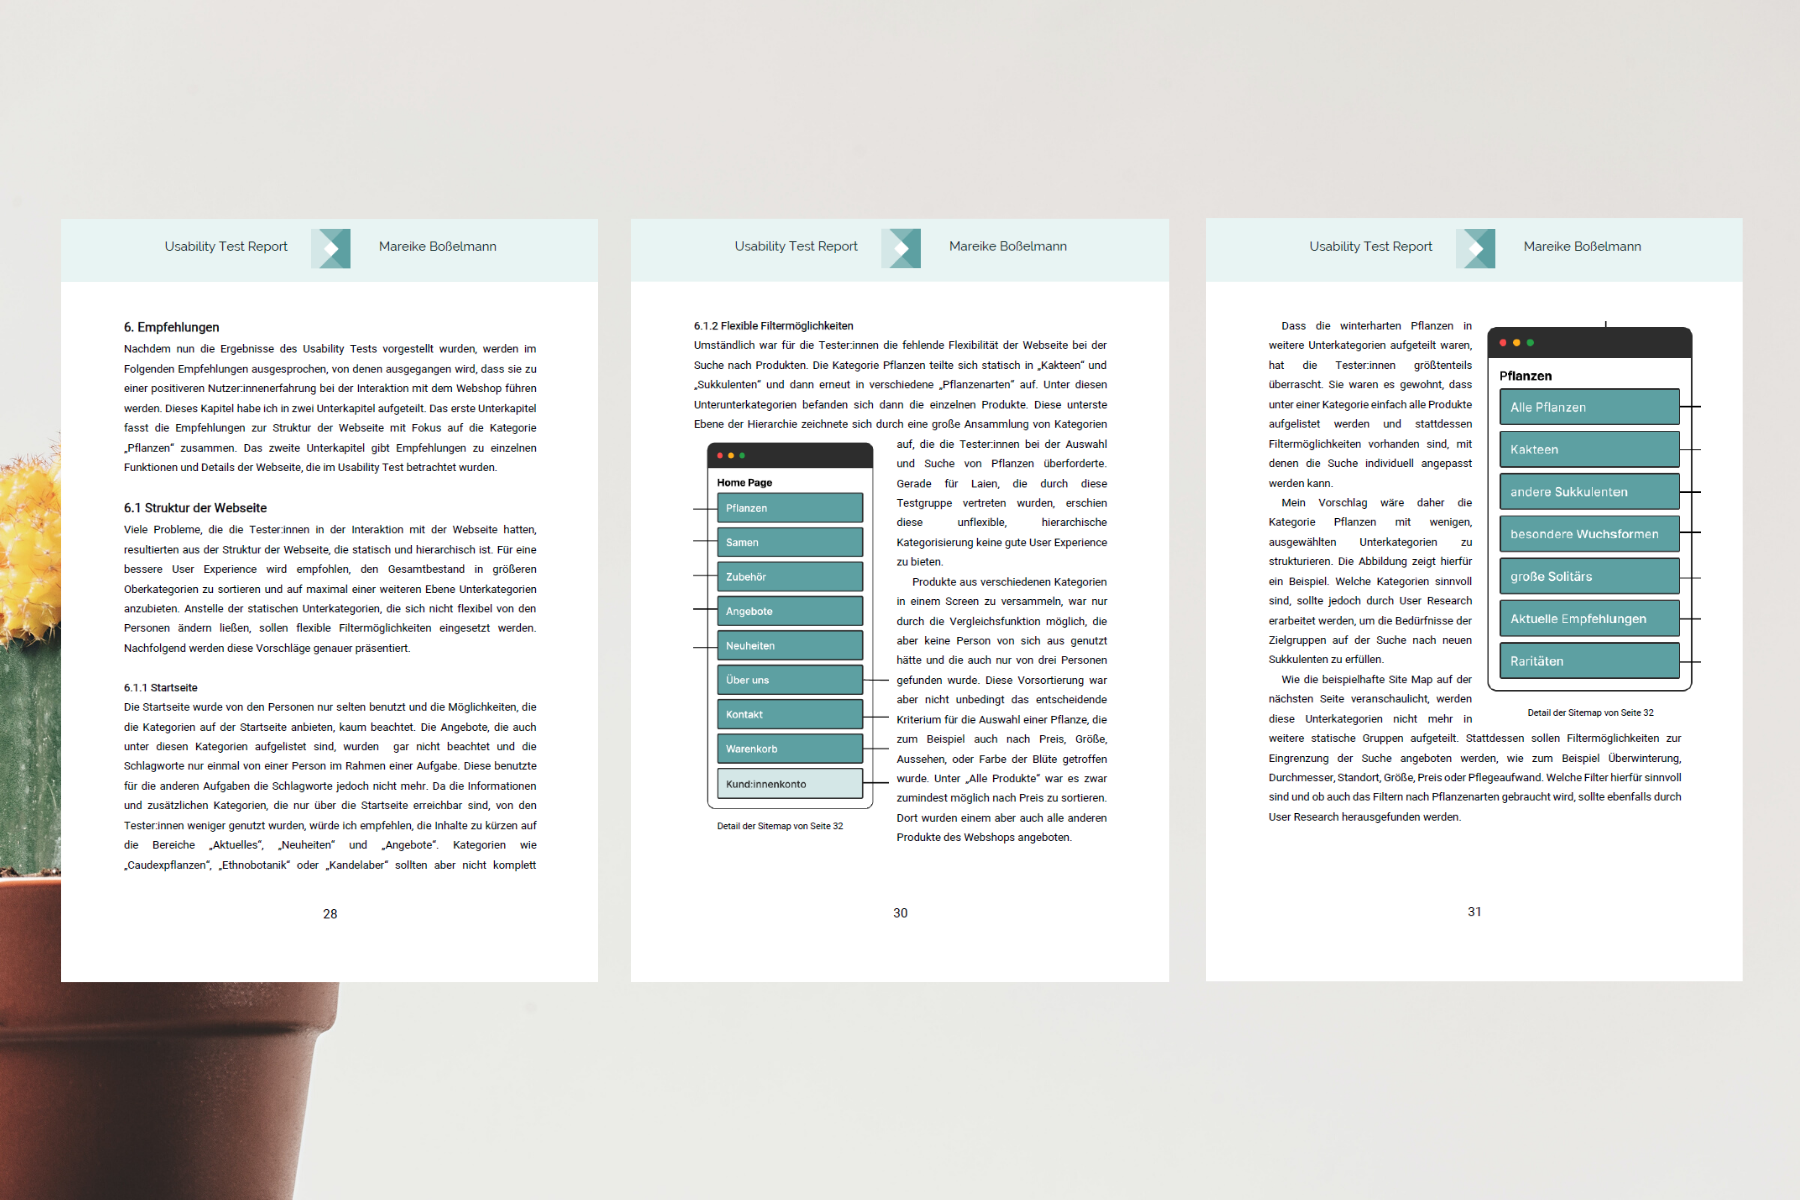 Usability Test Report
Mareike Boßelmann
6. Empfehlungen
Nachdem nun die Ergebnisse des Usability Tests vorgestellt wurden, werden im
Folgenden Empfehlungen ausgesprochen, von denen ausgegangen wird, dass sie zu
einer positiveren Nutzer:innenerfahrung bei der Interaktion mit dem Webshop führen
werden. Dieses Kapitel habe ich in zwei Unterkapitel aufgeteilt. Das erste Unterkapitel
fasst die Empfehlungen zur Struktur der Webseite mit Fokus auf die Kategorie
„Pflanzen“ zusammen. Das zweite Unterkapitel gibt Empfehlungen zu einzelnen
Funktionen und Details der Webseite, die im Usability Test betrachtet wurden.
6.1 Struktur der Webseite
Viele Probleme, die die Tester:innen in der Interaktion mit der Webseite hatten,
resultierten aus der Struktur der Webseite, die statisch und hierarchisch ist. Für eine
bessere User Experience wird empfohlen, den Gesamtbestand in größeren
Oberkategorien zu sortieren und auf maximal einer weiteren Ebene Unterkategorien
anzubieten. Anstelle der statischen Unterkategorien, die sich nicht flexibel von den
Personen ändern ließen, sollen flexible Filtermöglichkeiten eingesetzt werden.
Nachfolgend werden diese Vorschläge genauer präsentiert.
6.1.1 Startseite
Die Startseite wurde von den Personen nur selten benutzt und die Möglichkeiten, die
die Kategorien auf der Startseite anbieten, kaum beachtet. Die Angebote, die auch
unter diesen Kategorien aufgelistet sind, wurden gar nicht beachtet und die
Schlagworte nur einmal von einer Person im Rahmen einer Aufgabe. Diese benutzte
für die anderen Aufgaben die Schlagworte jedoch nicht mehr. Da die Informationen
und zusätzlichen Kategorien, die nur über die Startseite erreichbar sind, von den
Tester:innen weniger genutzt wurden, würde ich empfehlen, die Inhalte zu kürzen auf
die Bereiche „Aktuelles“, „Neuheiten“ und „Angebote“. Kategorien wie
„Caudexpflanzen“, „Ethnobotanik“ oder „Kandelaber“ sollten aber nicht komplett
28
Usability Test Report
Mareike Boßelmann
6.1.2 Flexible Filtermöglichkeiten
Umständlich war für die Tester:innen die fehlende Flexibilität der Webseite bei der
Suche nach Produkten. Die Kategorie Pflanzen teilte sich statisch in „Kakteen“ und
„Sukkulenten“ und dann erneut in verschiedene „Pflanzenarten“ auf. Unter diesen
Unterunterkategorien befanden sich dann die einzelnen Produkte. Diese unterste
Ebene der Hierarchie zeichnete sich durch eine große Ansammlung von Kategorien
auf, die die Tester:innen bei der Auswahl
und Suche von Pflanzen überforderte.
Gerade für Laien, die durch diese
Testgruppe vertreten wurden, erschien
diese unflexible, hierarchische
Kategorisierung keine gute User Experience
zu bieten.
Produkte aus verschiedenen Kategorien
in einem Screen zu versammeln, war nur
durch die Vergleichsfunktion möglich, die
aber keine Person von sich aus genutzt
hätte und die auch nur von drei Personen
gefunden wurde. Diese Vorsortierung war
aber nicht unbedingt das entscheidende
Kriterium für die Auswahl einer Pflanze, die
zum Beispiel auch nach Preis, Größe,
Aussehen, oder Farbe der Blüte getroffen
wurde. Unter „Alle Produkte“ war es zwar
zumindest möglich nach Preis zu sortieren.
Dort wurden einem aber auch alle anderen
Produkte des Webshops angeboten.
Home Page
Pflanzen
Samen
Zubehör
Angebote
Neuheiten
Über uns
Kontakt
Warenkorb
Kund:innenkonto
Detail der Sitemap von Seite 32
30
Usability Test Report
Mareike Boßelmann
Dass die winterharten Pflanzen in
weitere Unterkategorien aufgeteilt waren,
hat die Tester:innen größtenteils
überrascht. Sie waren es gewohnt, dass
unter einer Kategorie einfach alle Produkte
aufgelistet werden und stattdessen
Filtermöglichkeiten vorhanden sind, mit
denen die Suche individuell angepasst
werden kann.
Mein Vorschlag wäre daher die
Kategorie Pflanzen mit wenigen,
ausgewählten Unterkategorien zu
strukturieren. Die Abbildung zeigt hierfür
ein Beispiel. Welche Kategorien sinnvoll
sind, sollte jedoch durch User Research
erarbeitet werden, um die Bedürfnisse der
Zielgruppen auf der Suche nach neuen
Sukkulenten zu erfüllen.
Wie die beispielhafte Site Map auf der
nächsten Seite veranschaulicht, werden
diese Unterkategorien nicht mehr in
weitere statische Gruppen aufgeteilt. Stattdessen sollen Filtermöglichkeiten zur
Eingrenzung der Suche angeboten werden, wie zum Beispiel Überwinterung,
Durchmesser, Standort, Größe, Preis oder Pflegeaufwand. Welche Filter hierfür sinnvoll
sind und ob auch das Filtern nach Pflanzenarten gebraucht wird, sollte ebenfalls durch
User Research herausgefunden werden.
Pflanzen
Alle Pflanzen
Kakteen
andere Sukkulenten
besondere Wuchsformen
große Solitärs
Aktuelle Empfehlungen
Raritäten
Detail der Sitemap von Seite 32
31